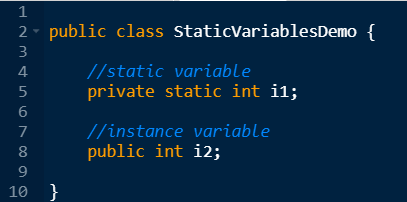 1
2 public class StaticVariablesDemo {
3
4 //static variable
5 private static int i1;
6
7 //instance variable
8 public int i2;
9
10 }